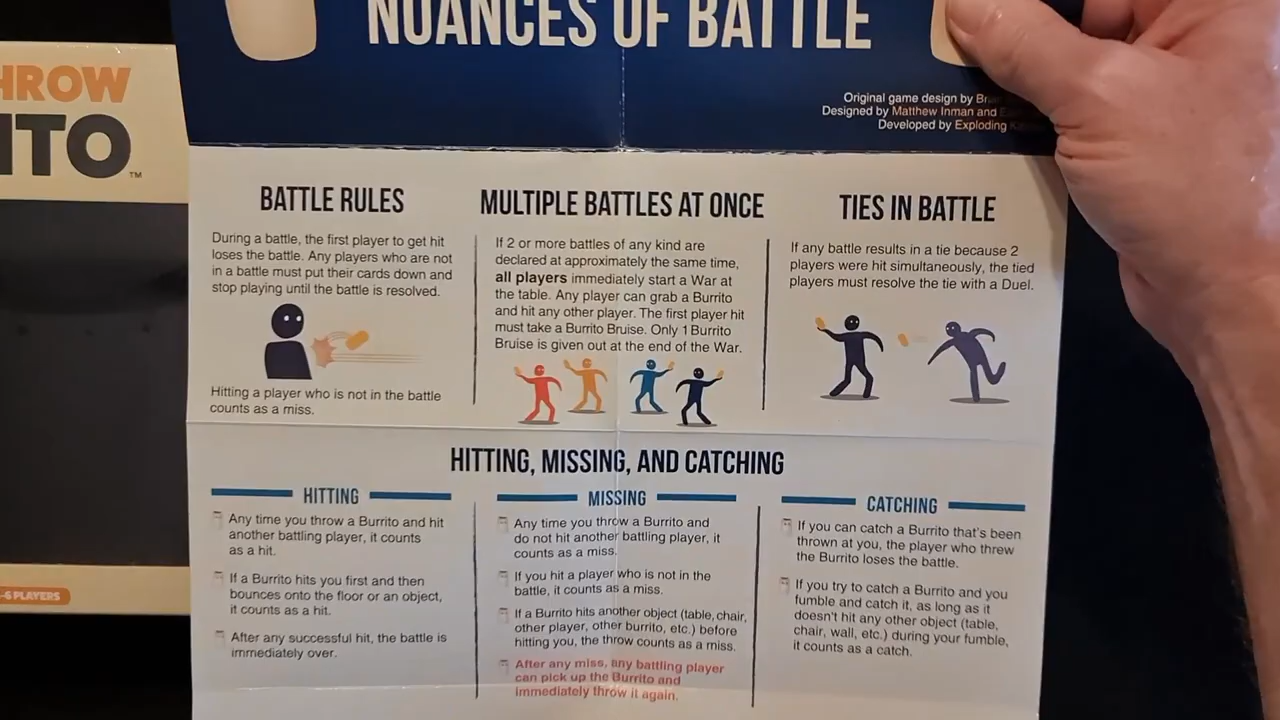 HROW
ITO
™
-6 PLAYERS
NUANCES OF BATTLE
Original game design by
Designed by Matthew Inman and
Developed by Exploding
BATTLE RULES
During a battle, the first player to get hit
loses the battle. Any players who are not
in a battle must put their cards down and
stop playing until the battle is resolved.
Hitting a player who is not in the battle
counts as a miss.
MULTIPLE BATTLES AT ONCE
If 2 or more battles of any kind are
declared at approximately the same time,
all players immediately start a War at
the table. Any player can grab a Burrito
and hit any other player. The first player hit
must take a Burrito Bruise. Only 1 Burrito
Bruise is given out at the end of the War.
TIES IN BATTLE
If any battle results in a tie because 2
players were hit simultaneously, the tied
players must resolve the tie with a Duel.
HITTING, MISSING, AND CATCHING
HITTING
Any time you throw a Burrito and hit
another battling player, it counts
as a hit.
If a Burrito hits you first and then
bounces onto the floor or an object,
it counts as a hit.
After any successful hit, the battle is
immediately over.
MISSING
Any time you throw a Burrito and
do not hit another battling player, it
counts as a miss.
If you hit a player who is not in the
battle, it counts as a miss.
If a Burrito hits another object (table, chair,
other player, other burrito, etc.) before
hitting you, the throw counts as a miss.
After any miss, any battling player
can pick up the Burrito and
immediately throw it again.
CATCHING
If you can catch a Burrito that's been
thrown at you, the player who threw
the Burrito loses the battle.
If you try to catch a Burrito and you
fumble and catch it, as long as it
doesn't hit any other object (table,
chair, wall, etc.) during your fumble,
it counts as a catch.